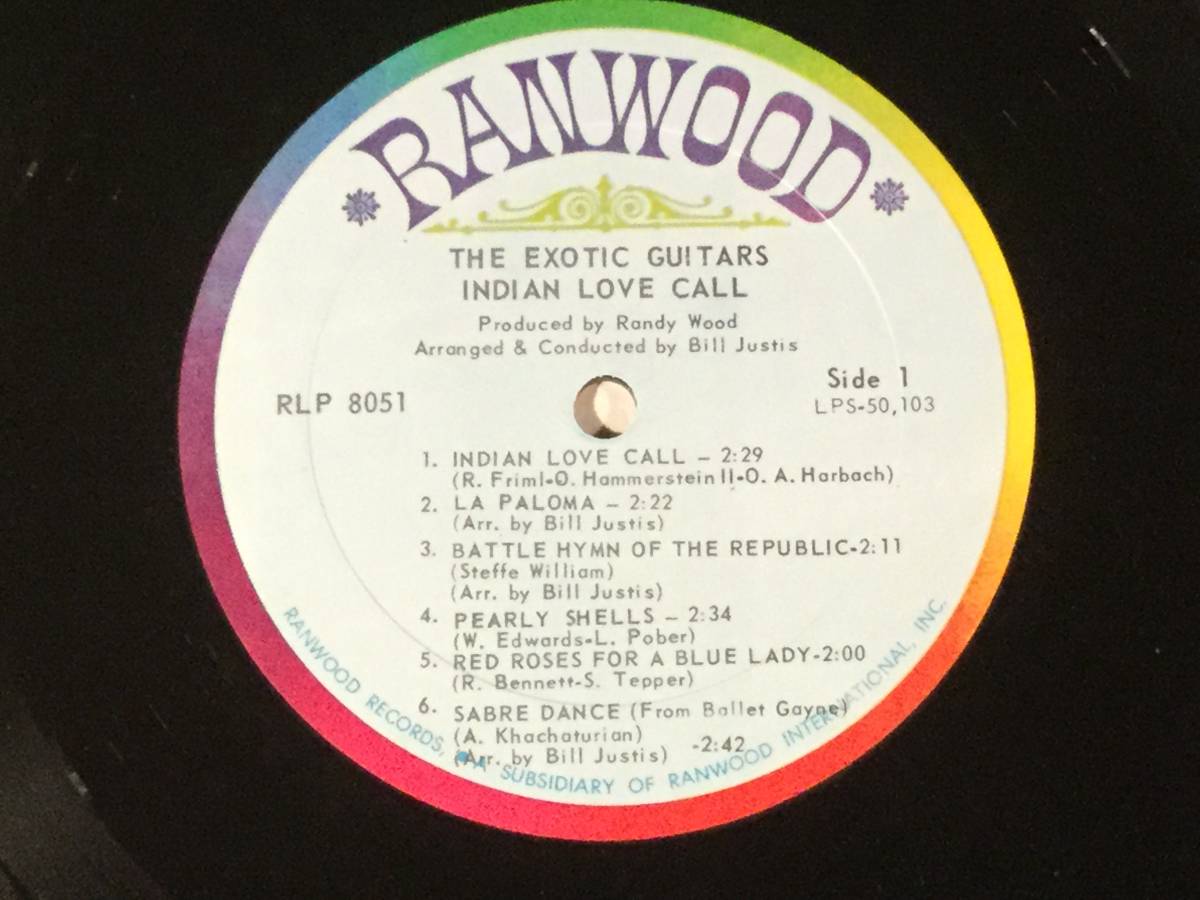 RANWOOD
THE EXOTIC GUITARS
INDIAN LOVE CALL
Produced by Randy Wood
Arranged & Conducted by Bill Justis
RLP 8051
Side 1
LPS-50,103
1. INDIAN LOVE CALL – 2:29
(R. Friml-O. Hammerstein II-O. A. Harbach)
2. LA PALOMA – 2:22
(Arr. by Bill Justis)
3. BATTLE HYMN OF THE REPUBLIC-2:11
(Steffe William)
(Arr. by Bill Justis)
4. PEARLY SHELLS – 2:34
(W. Edwards-L. Pober)
5. RED ROSES FOR A BLUE LADY-2:00
(R. Bennett-S. Tepper)
6. SABRE DANCE (From Ballet Gayne)
(A. Khachaturian)
(Arr. by Bill Justis) -2:42
RANWOOD RECORDS, A SUBSIDIARY OF RANWOOD INTERNATIONAL, INC.